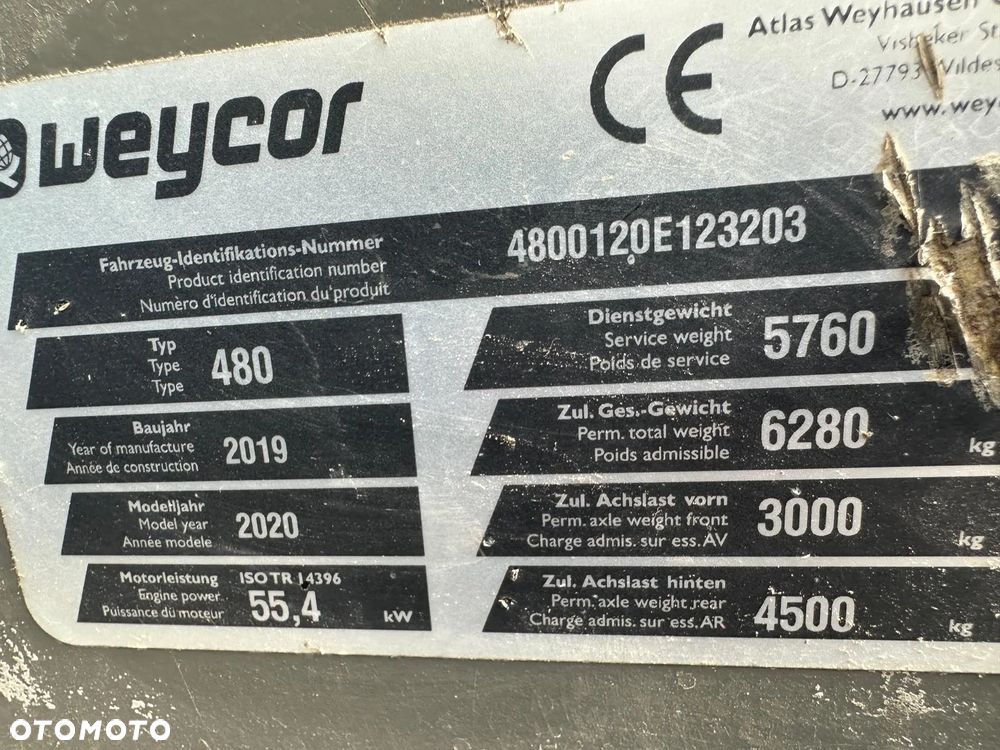 weycor
CE
Atlas Weyhausen
Visbeker
D-27793
www.
Fahrzeug-Identifikations-Nummer
Product identification number
Numèro d'identification du produit
4800120E123203
Typ
Type
Type
480
Baujahr
Year of manufacture
Année de construction
2019
Modelljahr
Model year
Année modele
2020
Motorleistung ISO TR 14396
Engine power
Puissance du moteur
55,4 kW
Dienstgewicht
Service weight
Poids de service
5760
Zul. Ges.-Gewicht
Perm. total weight
Poids admissible
6280 kg
Zul. Achslast vorn
Perm. axle weight front
Charge admis. sur ess. AV
3000 kg
Zul. Achslast hinten
Perm. axle weight rear
Charge admis. sur ess. AR
4500 kg
OTOMOTO